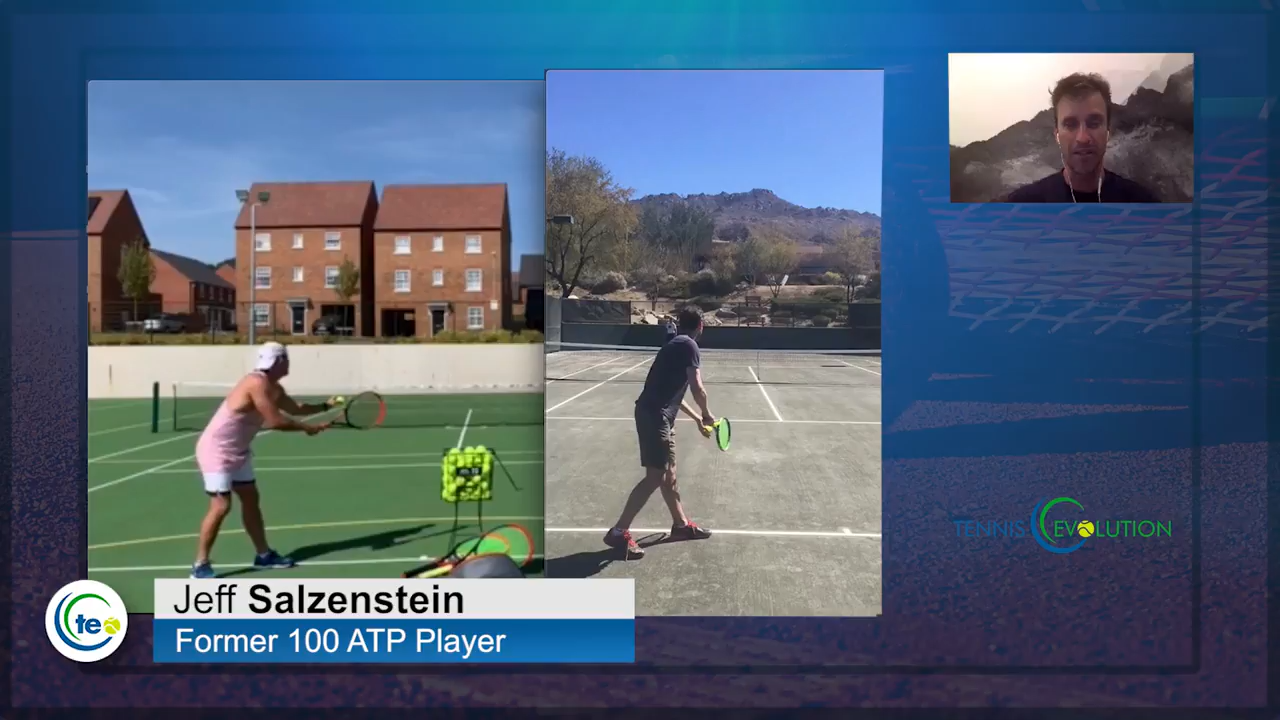 TENNIS EVOLUTION
te
Jeff Salzenstein
Former 100 ATP Player